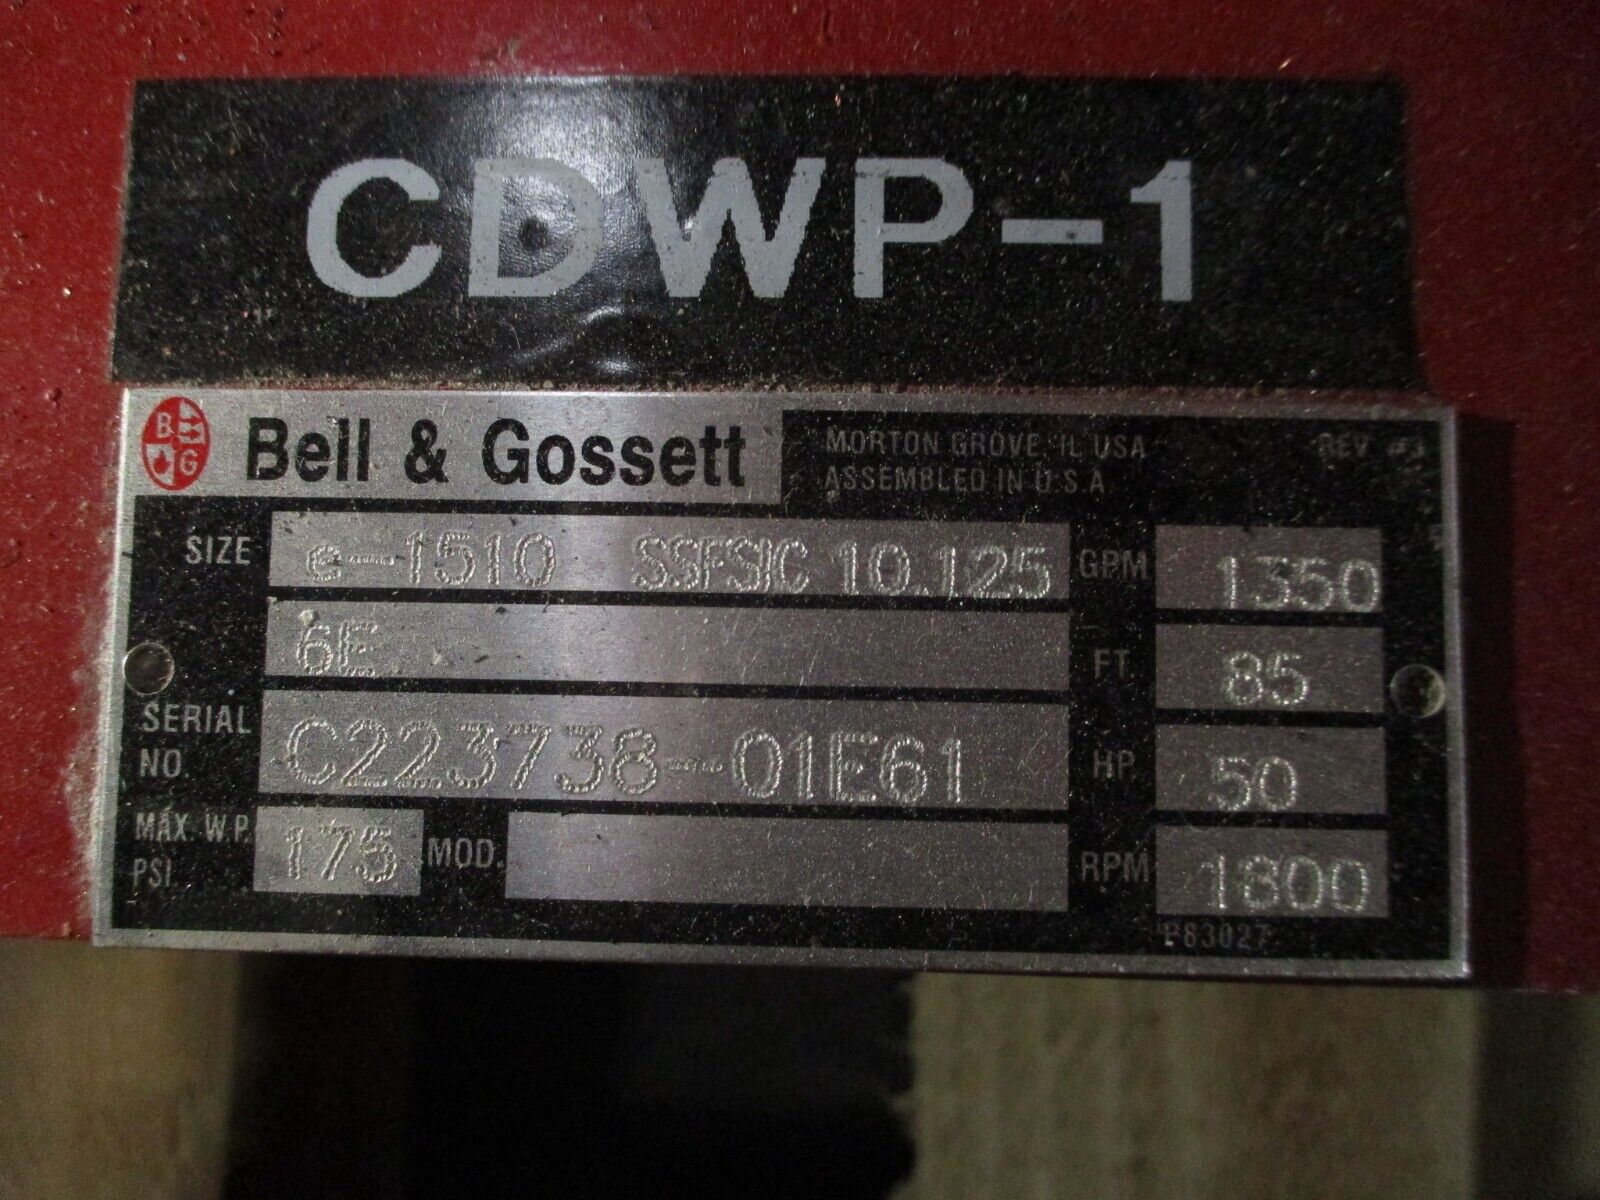 CDWP-1
B G Bell & Gossett
MORTON GROVE, IL USA
ASSEMBLED IN U.S.A.
REV. #3
SIZE e-1510 SSFSIC 10.125
6E
SERIAL NO. C223738-01E61
MAX. W.P. PSI 175 MOD.
GPM 1350
FT. 85
HP. 50
RPM 1800
P83027